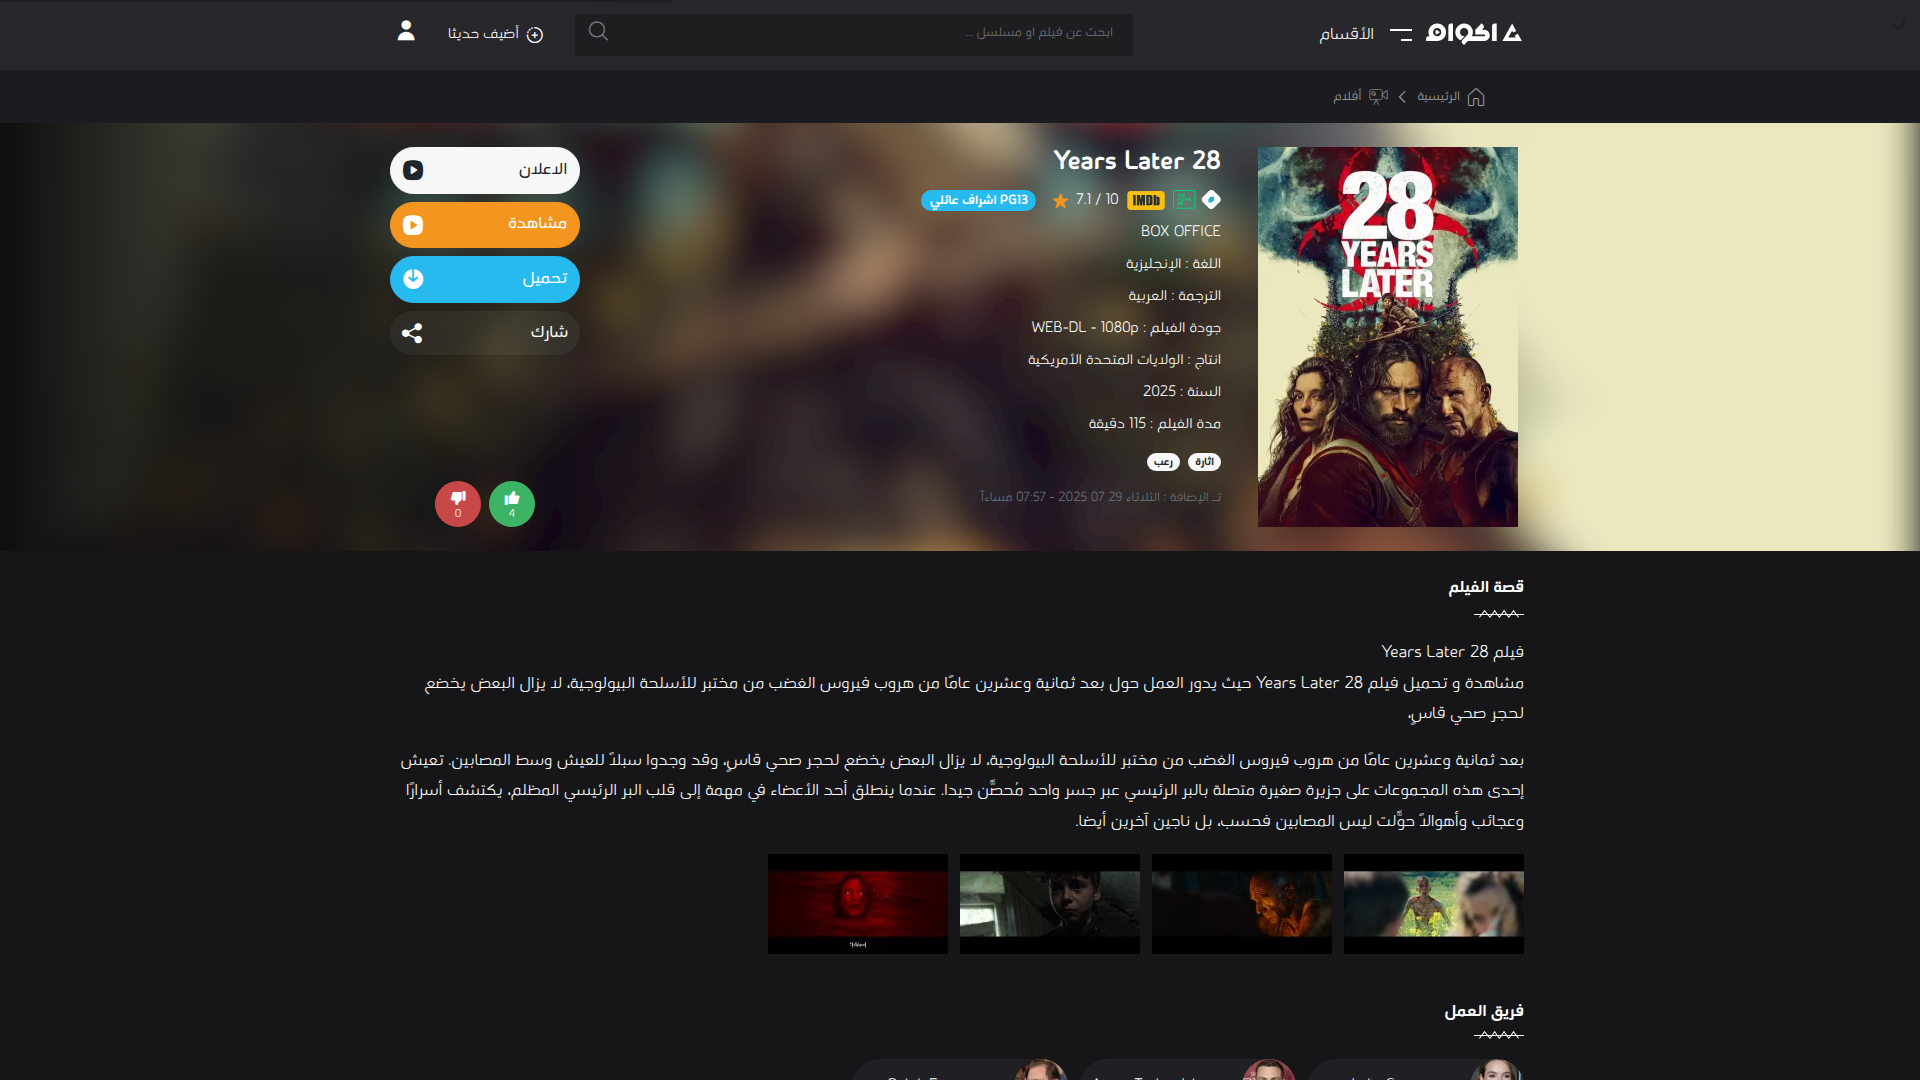 اكوام
الأقسام
ابحث عن فيلم او مسلسل ...
أضيف حديثا
الرئيسية
أفلام
28 Years Later
IMDb
10 / 7.1
PG13 اشراف عائلي
BOX OFFICE
اللغة : الإنجليزية
الترجمة : العربية
جودة الفيلم : WEB-DL - 1080p
انتاج : الولايات المتحدة الأمريكية
السنة : 2025
مدة الفيلم : 115 دقيقة
اثارة
رعب
تـ الإضافة : الثلاثاء 29 07 2025 - 07:57 مساءاً
الاعلان
مشاهدة
تحميل
شارك
4
0
28
YEARS
LATER
قصة الفيلم
فيلم 28 Years Later
مشاهدة و تحميل فيلم 28 Years Later حيث يدور العمل حول بعد ثمانية وعشرين عامًا من هروب فيروس الغضب من مختبر للأسلحة البيولوجية، لا يزال البعض يخضع
لحجر صحي قاسٍ،
بعد ثمانية وعشرين عامًا من هروب فيروس الغضب من مختبر للأسلحة البيولوجية، لا يزال البعض يخضع لحجر صحي قاسٍ، وقد وجدوا سبلاً للعيش وسط المصابين. تعيش
إحدى هذه المجموعات على جزيرة صغيرة متصلة بالبر الرئيسي عبر جسر واحد مُحصَّن جيدا. عندما ينطلق أحد الأعضاء في مهمة إلى قلب البر الرئيسي المظلم، يكتشف أسرارًا
وعجائب وأهوالاً حوَّلت ليس المصابين فحسب، بل ناجين آخرين أيضا.
فريق العمل